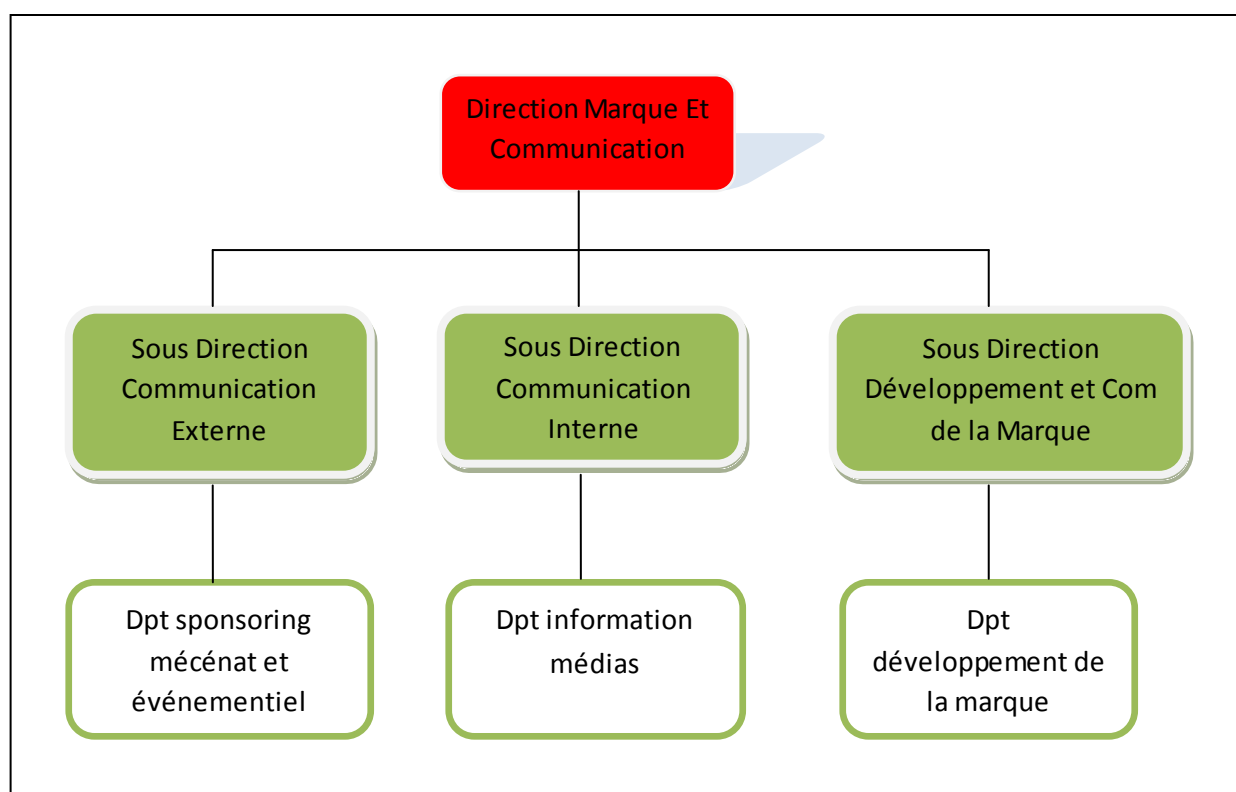 Direction Marque Et
Communication
Sous Direction
Communication
Externe
Sous Direction
Communication
Interne
Sous Direction
Développement et Com
de la Marque
Dpt sponsoring
mécénat et
événementiel
Dpt information
médias
Dpt
développement de
la marque